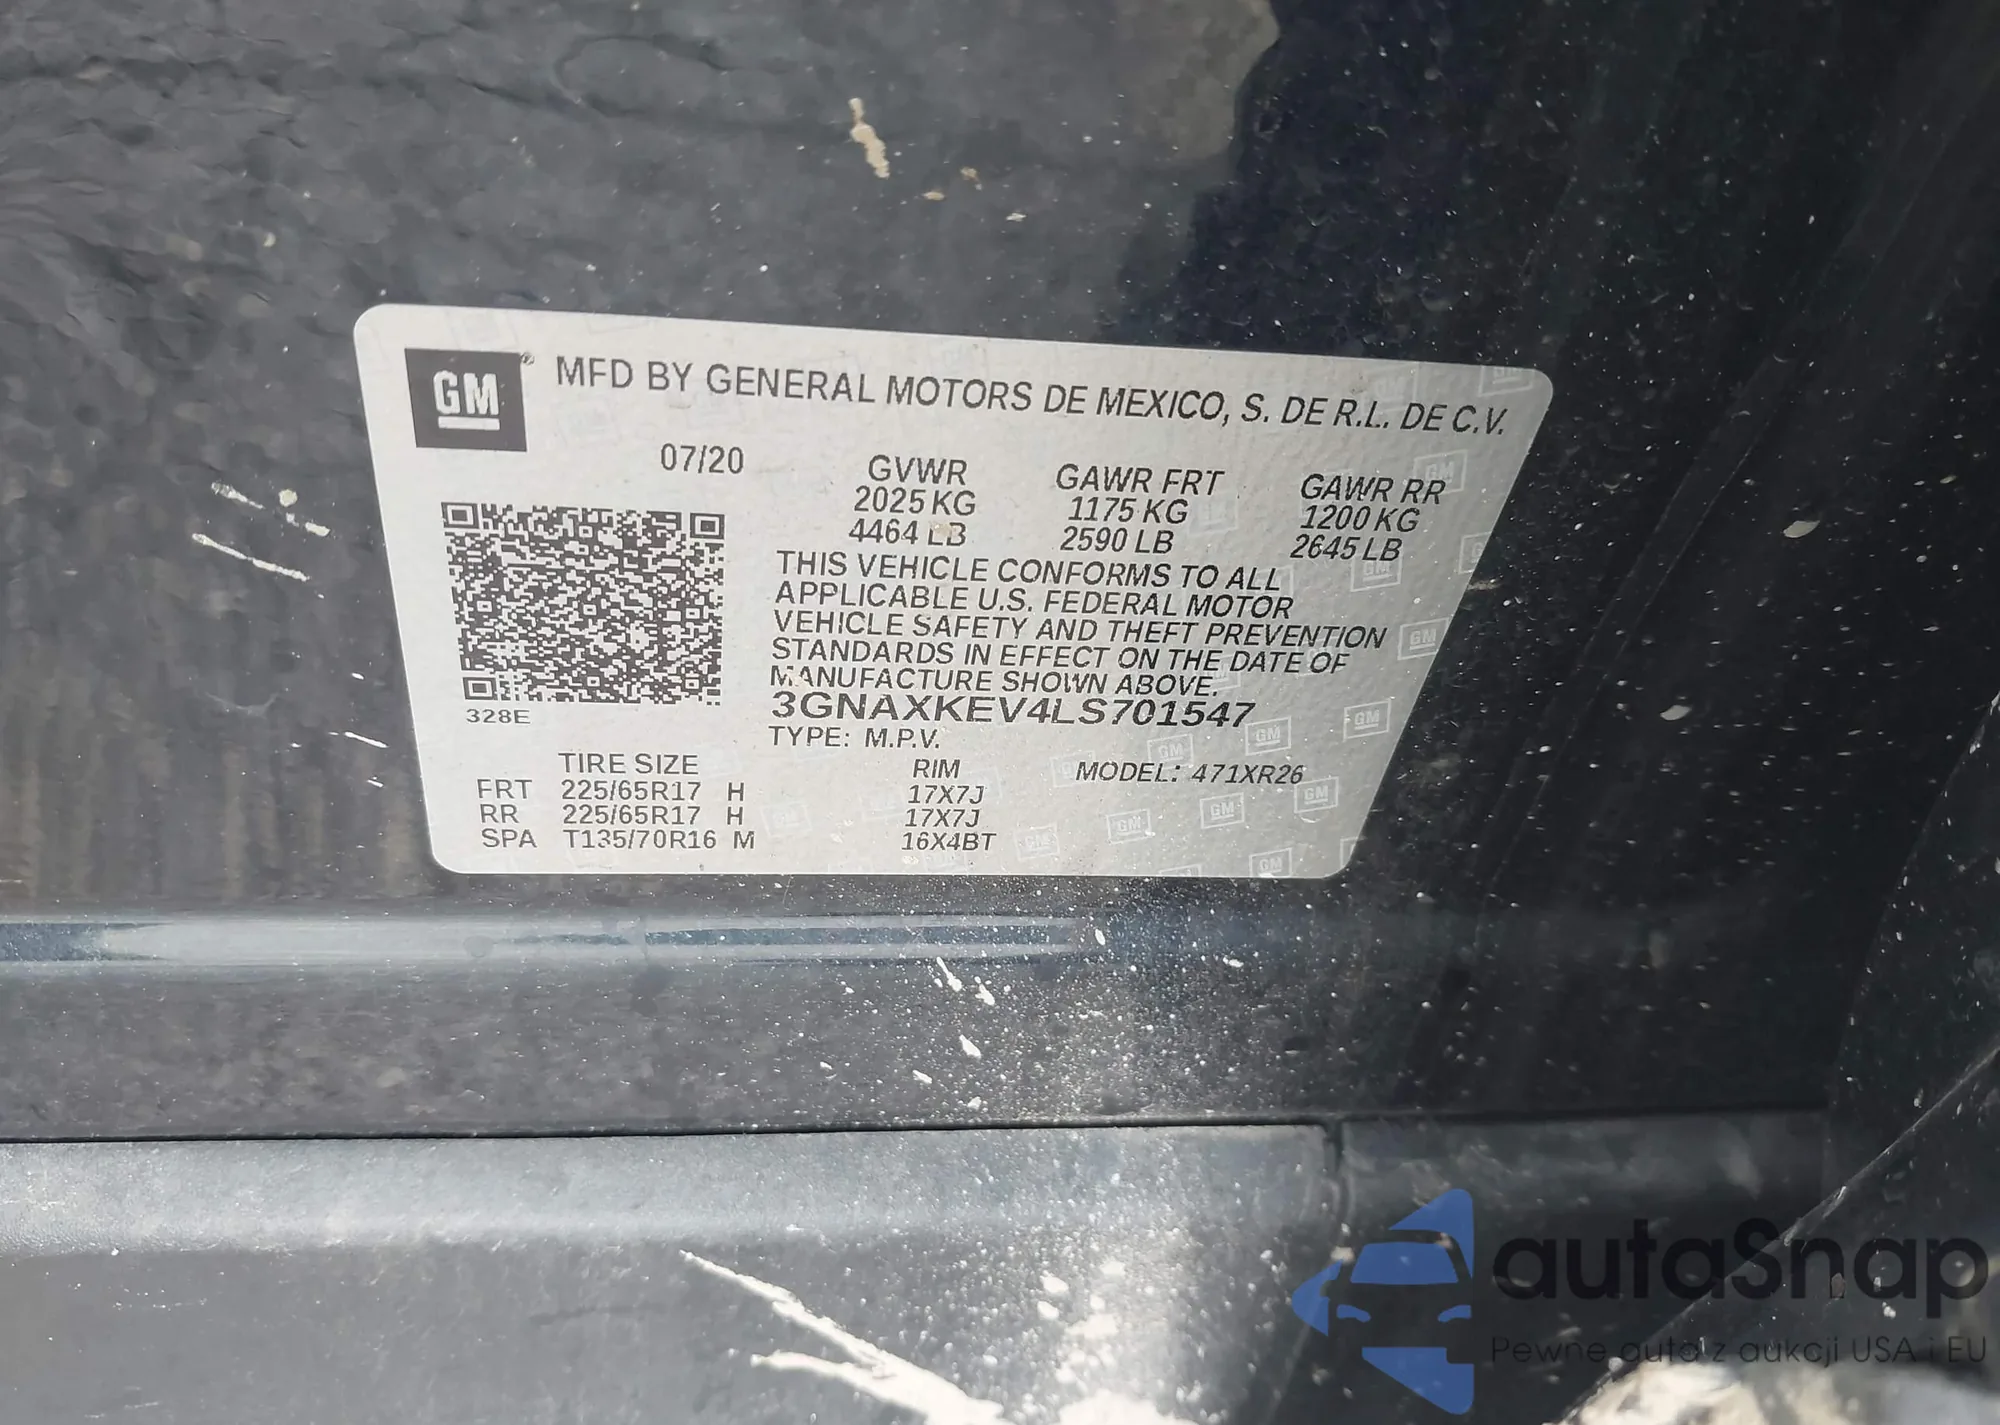 GM
MFD BY GENERAL MOTORS DE MEXICO, S. DE R.L. DE C.V.
07/20
GVWR GAWR FRT GAWR RR
2025 KG 1175 KG 1200 KG
4464 LB 2590 LB 2645 LB
THIS VEHICLE CONFORMS TO ALL
APPLICABLE U.S. FEDERAL MOTOR
VEHICLE SAFETY AND THEFT PREVENTION
STANDARDS IN EFFECT ON THE DATE OF
MANUFACTURE SHOWN ABOVE.
3GNAXKEV4LS701547
328E
TYPE: M.P.V.
TIRE SIZE RIM MODEL: 471XR26
FRT 225/65R17 H 17X7J
RR 225/65R17 H 17X7J
SPA T135/70R16 M 16X4BT
autaSnap
Pewne auta z aukcji USA i EU